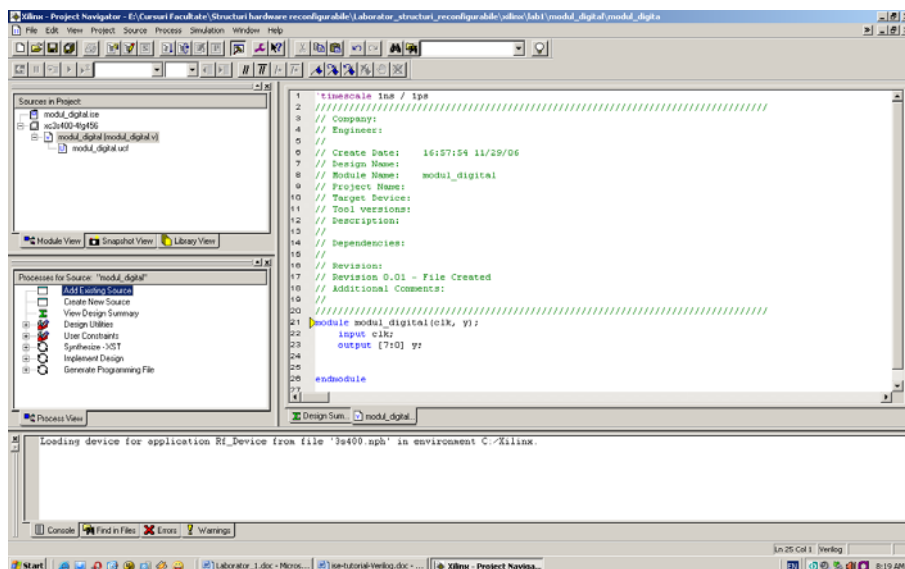 Xilinx - Project Navigator - E:\Cursuri Facultate\Structuri hardware reconfigurabile\Laborator_structuri_reconfigurabile\xilinx\lab1\modul_digital\modul_digita
File Edit View Project Source Process Simulation Window Help
Sources in Project:
modul_digital.ise
xc3s400-4fg456
modul_digital (modul_digital.v)
modul_digital.ucf
Module View Snapshot View Library View
Processes for Source: "modul_digital"
Add Existing Source
Create New Source
View Design Summary
Design Utilities
User Constraints
Synthesize - XST
Implement Design
Generate Programming File
Process View
1 `timescale 1ns / 1ps
2 ////////////////////////////////////////////////////////////////////////////////
3 // Company:
4 // Engineer:
5 //
6 // Create Date: 16:57:54 11/29/06
7 // Design Name:
8 // Module Name: modul_digital
9 // Project Name:
10 // Target Device:
11 // Tool versions:
12 // Description:
13 //
14 // Dependencies:
15 //
16 // Revision:
17 // Revision 0.01 - File Created
18 // Additional Comments:
19 //
20 ////////////////////////////////////////////////////////////////////////////////
21 module modul_digital(clk, y);
22 input clk;
23 output [7:0] y;
24
25
26 endmodule
27
Design Sum... modul_digital...
Loading device for application Rf_Device from file '3s400.nph' in environment C:/Xilinx.
Console Find in Files Errors Warnings
Ln 25 Col 1 Verilog
Start Laborator_1.doc - Micros... ise-tutorial-Verilog.doc - ... Xilinx - Project Naviga... EN 8:19 AM